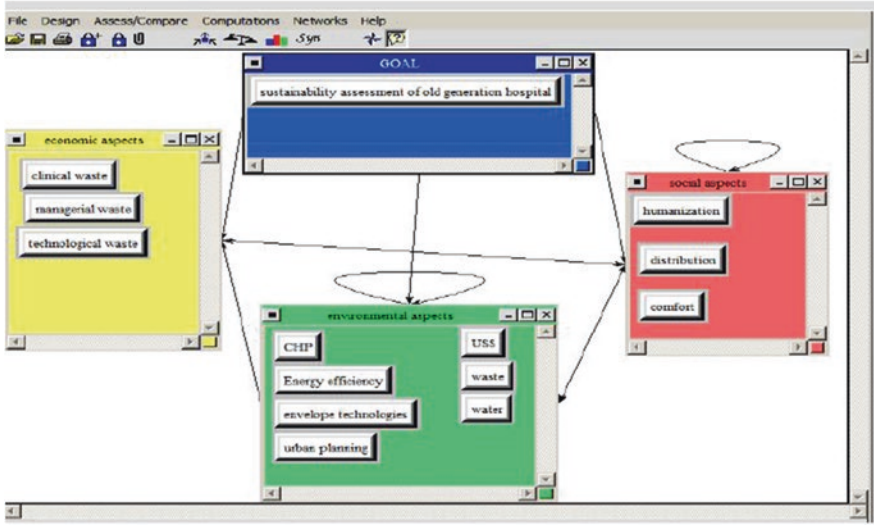 File Design Assess/Compare Computations Networks Help
Syn
GOAL
sustainability assessment of old generation hospital
economic aspects
clinical waste
managerial waste
technological waste
social aspects
humanization
distribution
comfort
environmental aspects
CHP
Energy efficiency
envelope technologies
urban planning
USS
waste
water